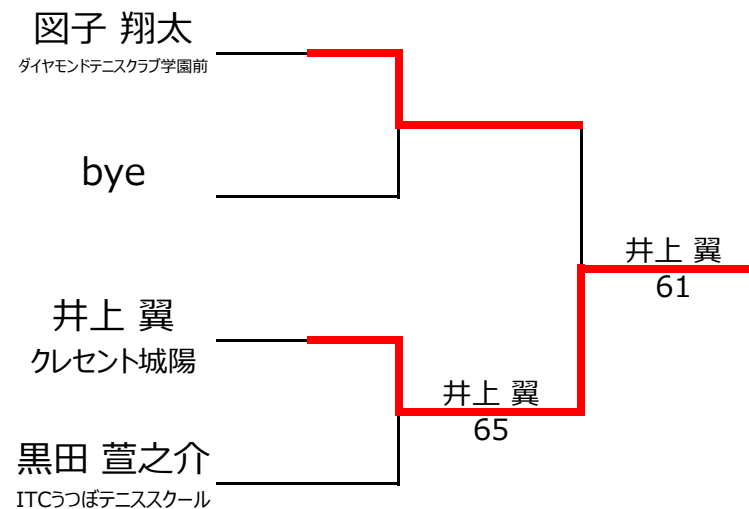 図子 翔太
ダイヤモンドテニスクラブ学園前
bye
井上 翼
クレセント城陽
黒田 萱之介
ITCうつぼテニススクール
井上 翼
65
井上 翼
61